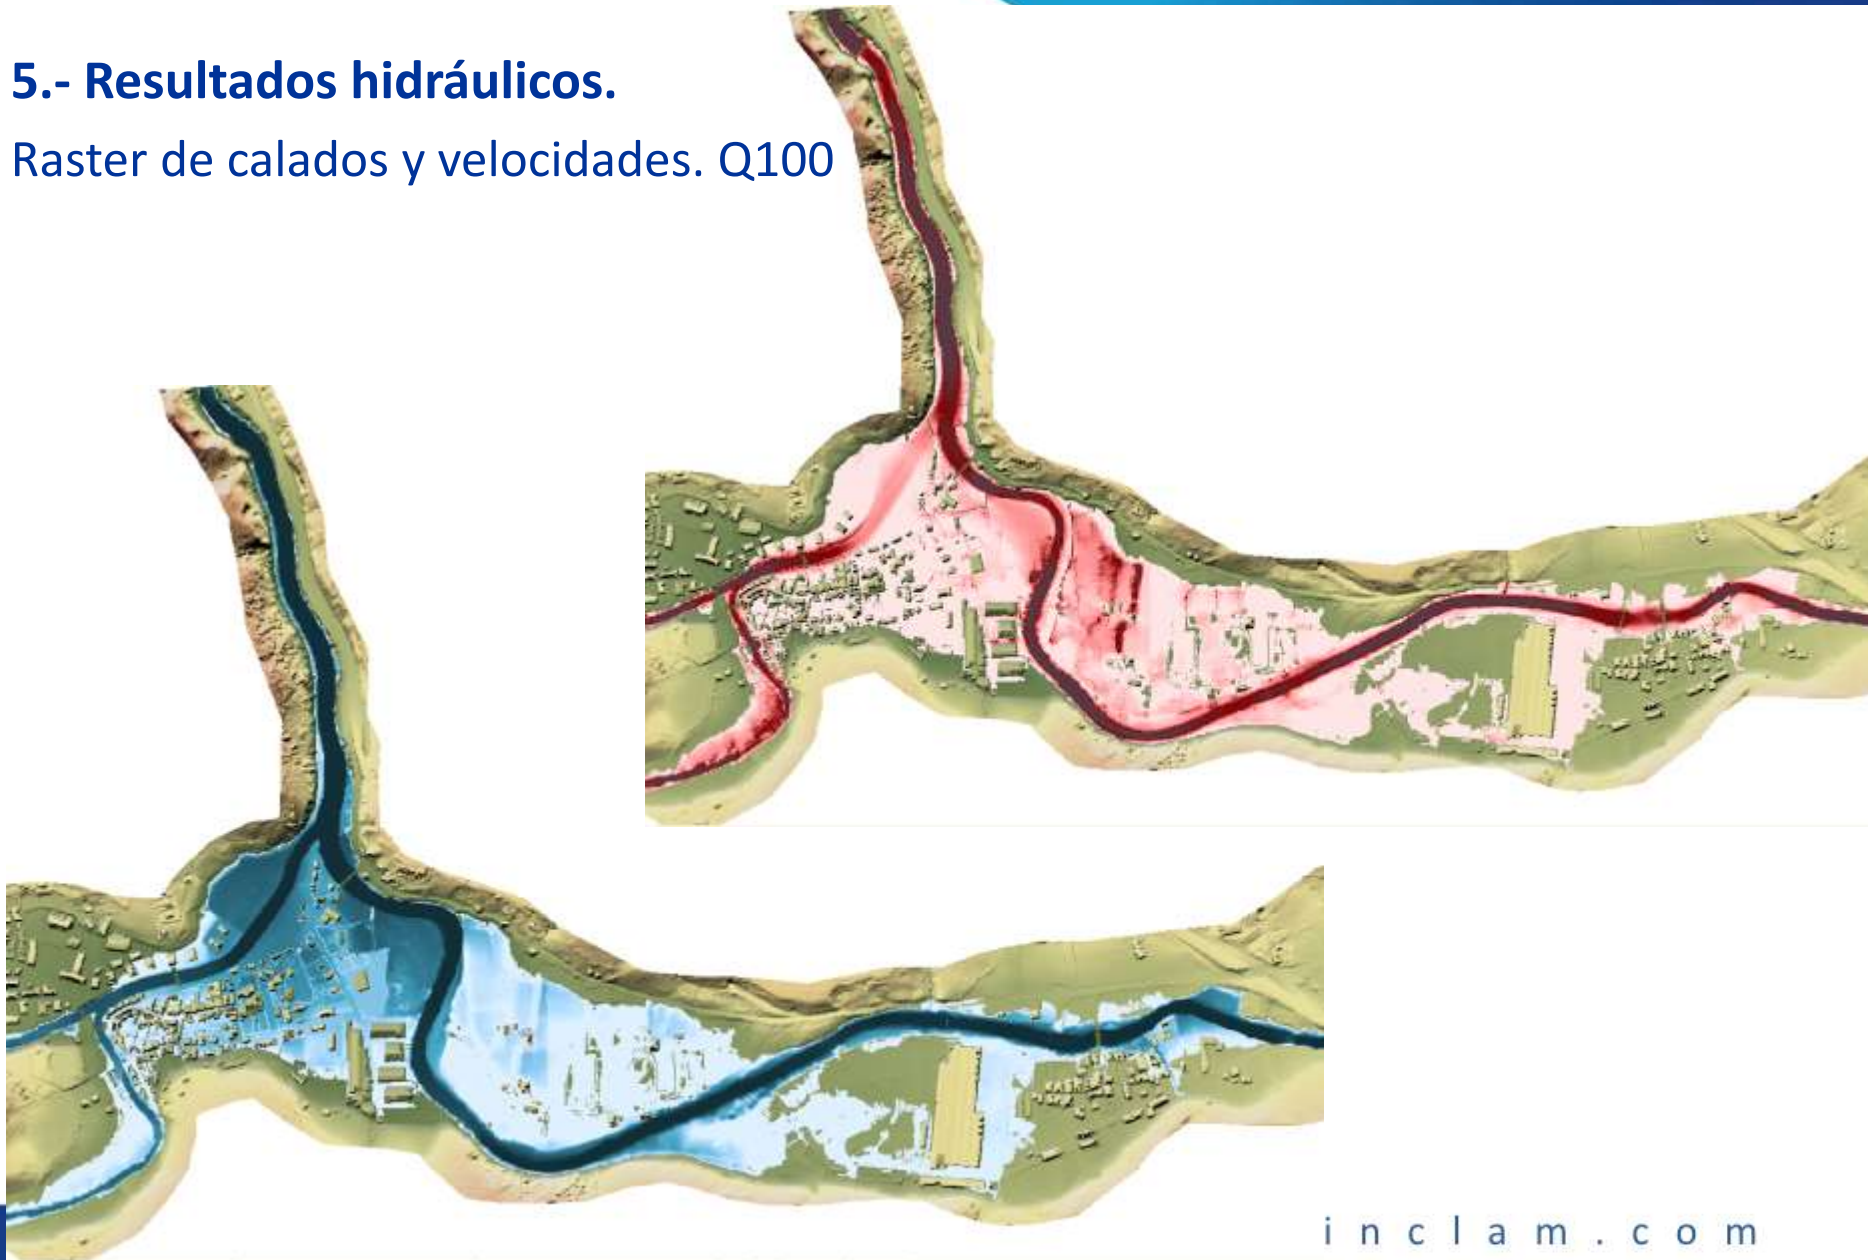 5.- Resultados hidráulicos.
Raster de calados y velocidades. Q100
inclam.com